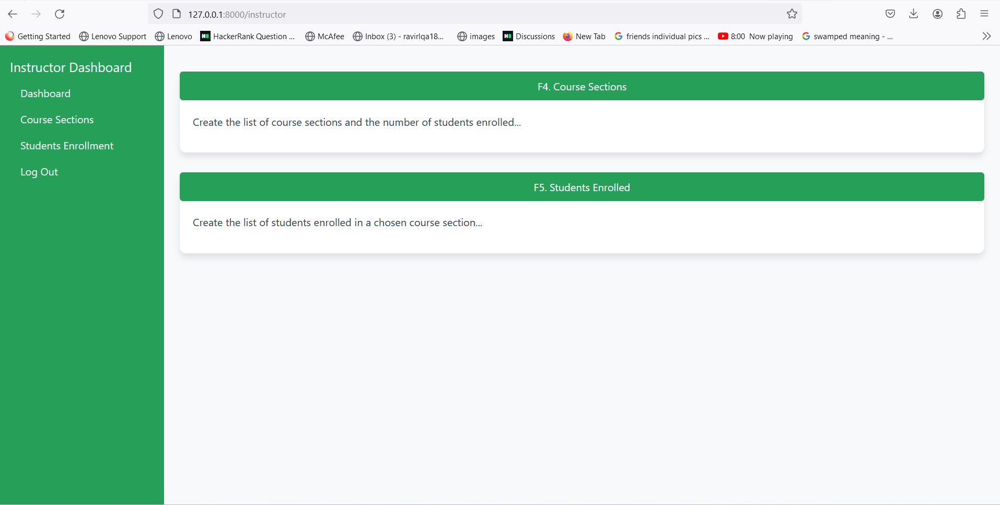 127.0.0.1:8000/instructor
Getting Started Lenovo Support Lenovo HackerRank Question ... McAfee Inbox (3) - ravirlqa18... images Discussions New Tab friends individual pics ... 8:00 Now playing swamped meaning - ...
Instructor Dashboard
Dashboard
Course Sections
Students Enrollment
Log Out
F4. Course Sections
Create the list of course sections and the number of students enrolled...
F5. Students Enrolled
Create the list of students enrolled in a chosen course section...